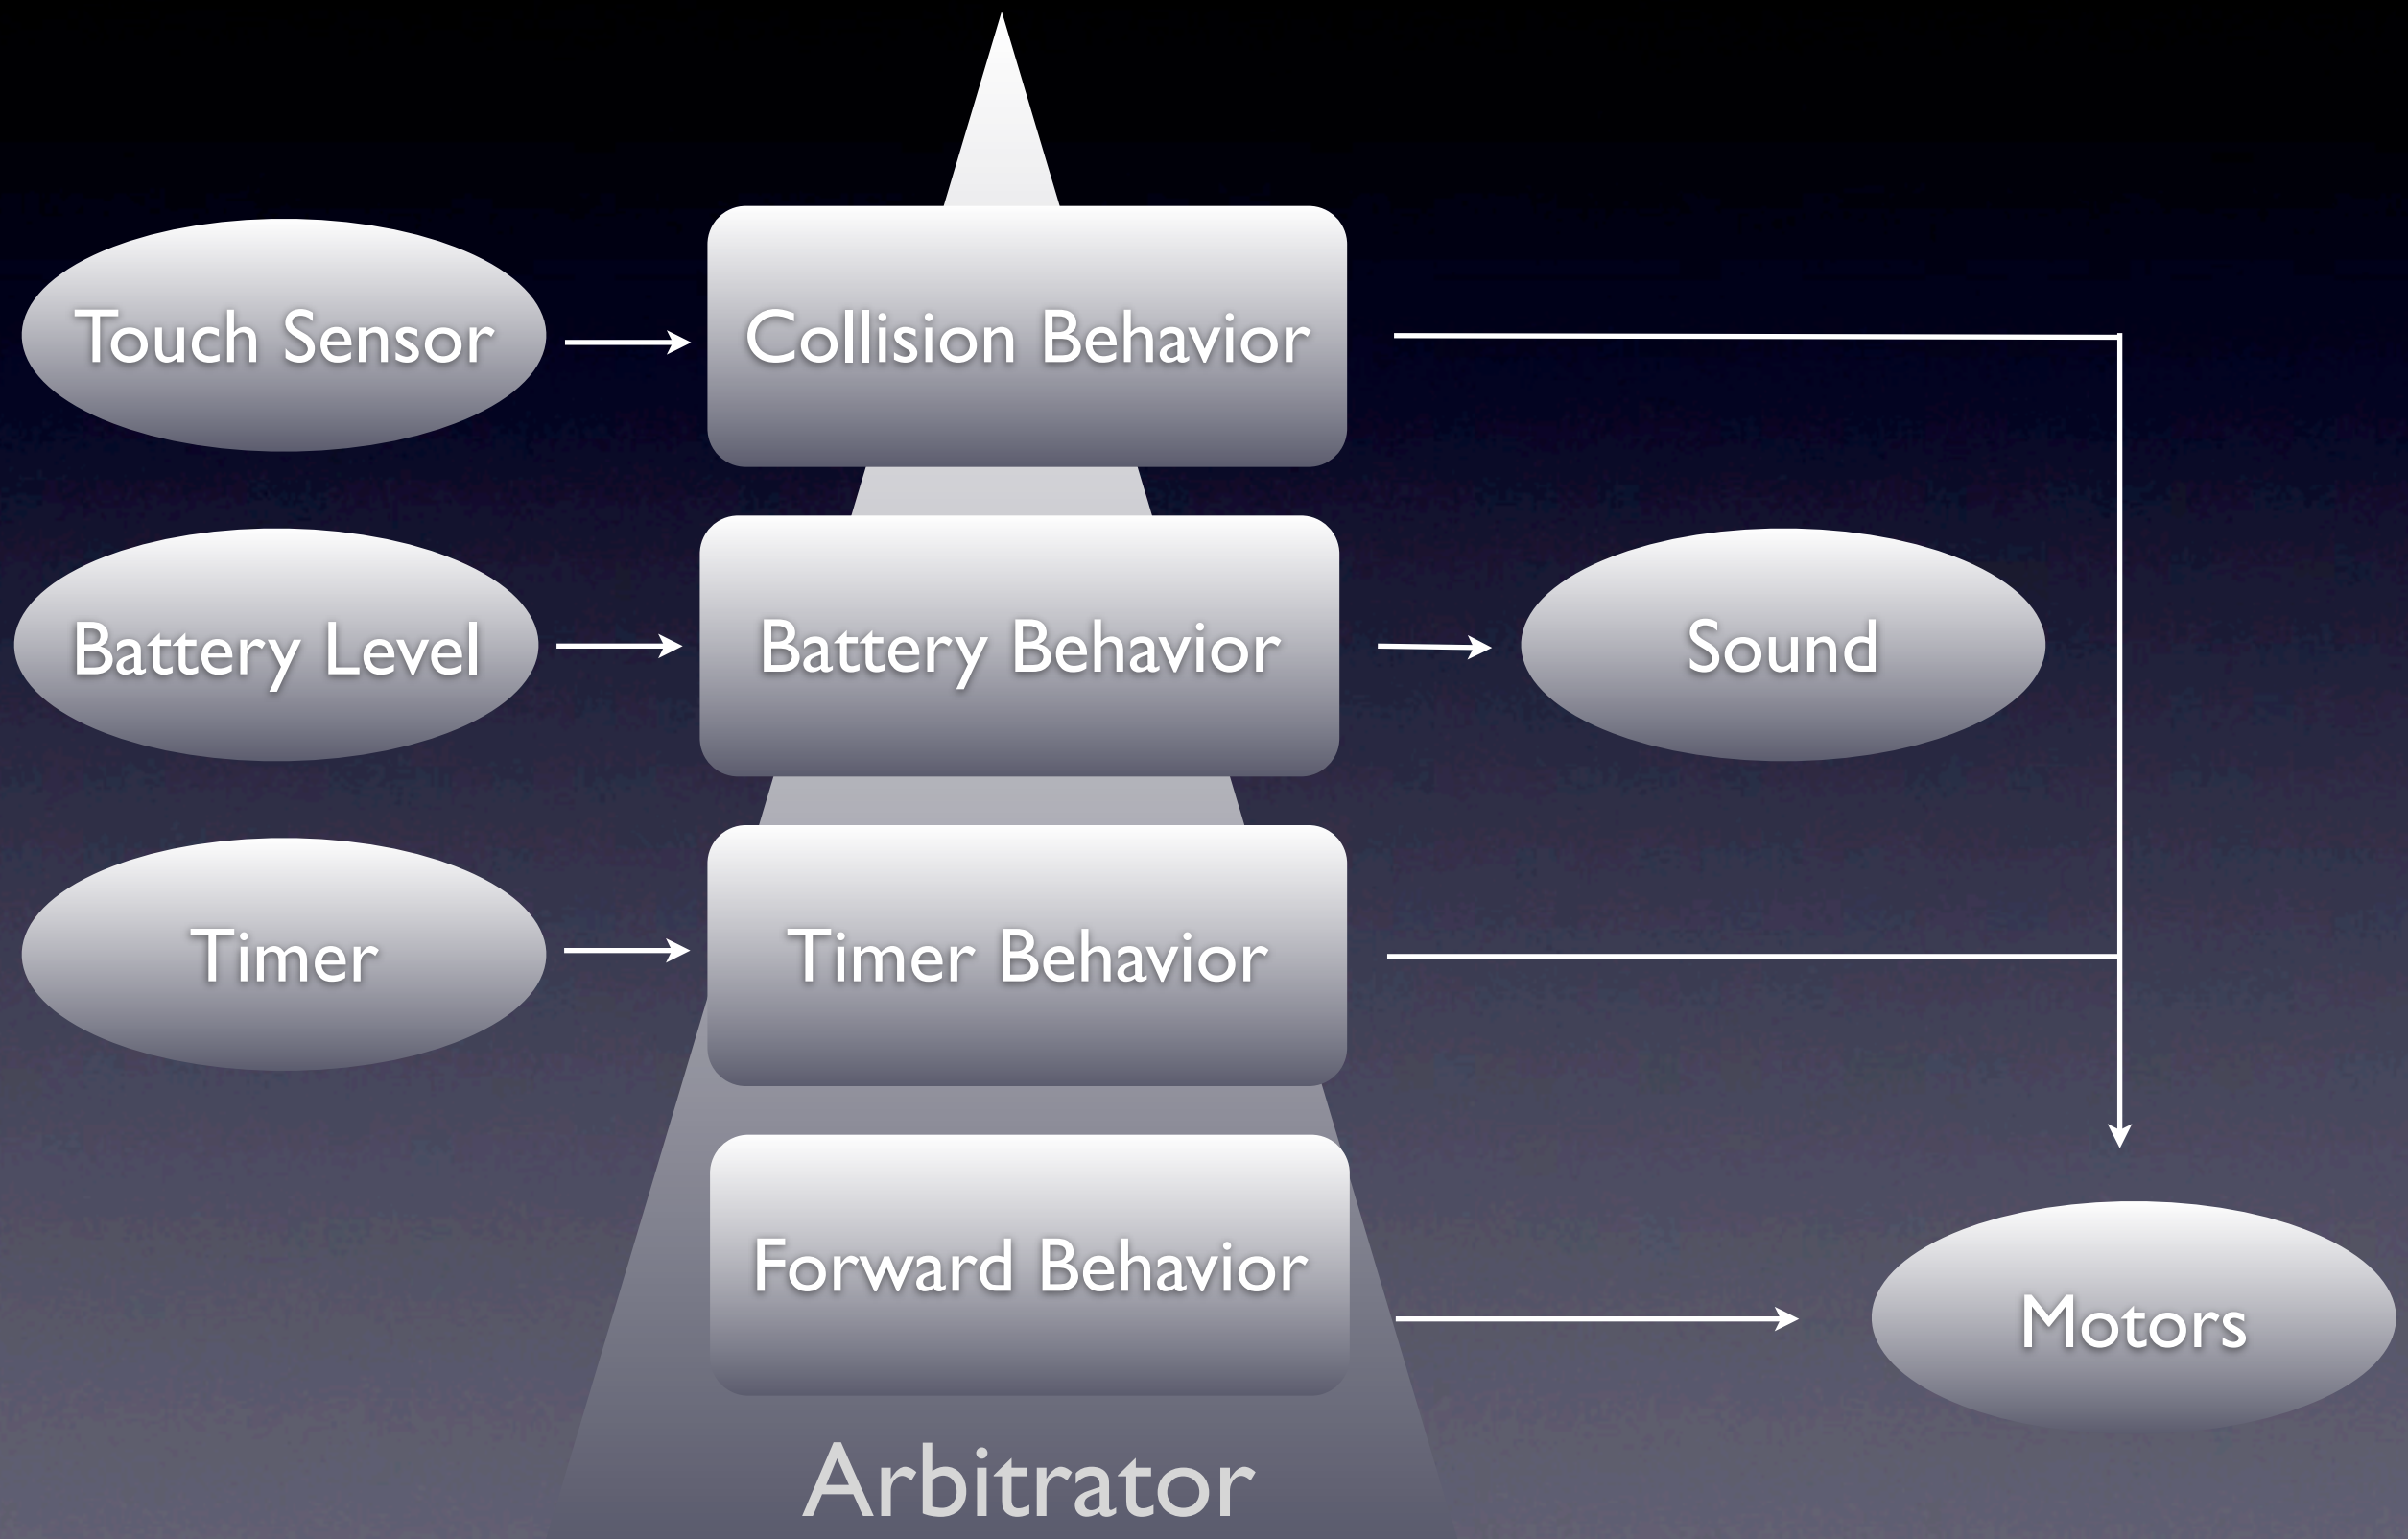 Touch Sensor
Collision Behavior
Battery Level
Battery Behavior
Sound
Timer
Timer Behavior
Forward Behavior
Motors
Arbitrator